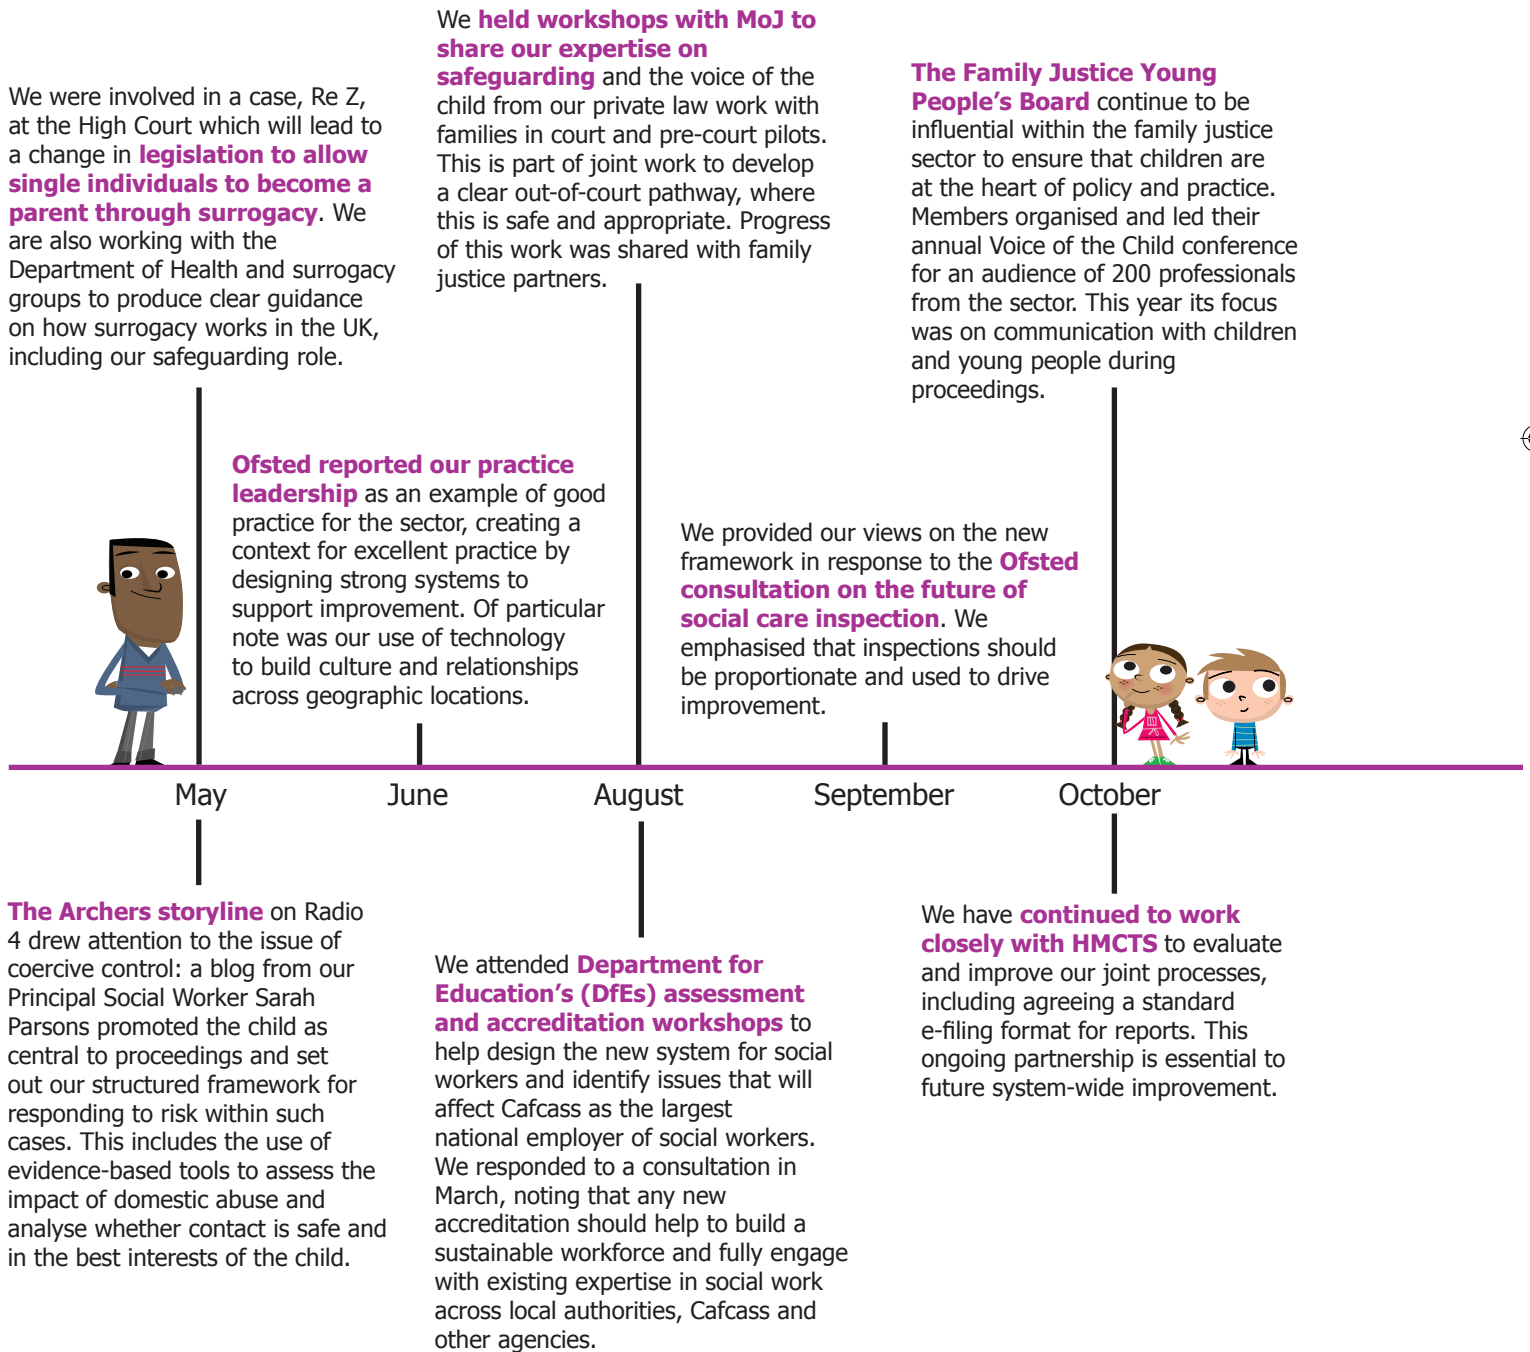 We were involved in a case, Re Z,
at the High Court which will lead to
a change in legislation to allow
single individuals to become a
parent through surrogacy. We
are also working with the
Department of Health and surrogacy
groups to produce clear guidance
on how surrogacy works in the UK,
including our safeguarding role.
We held workshops with MoJ to
share our expertise on
safeguarding and the voice of the
child from our private law work with
families in court and pre-court pilots.
This is part of joint work to develop
a clear out-of-court pathway, where
this is safe and appropriate. Progress
of this work was shared with family
justice partners.
The Family Justice Young
People’s Board continue to be
influential within the family justice
sector to ensure that children are
at the heart of policy and practice.
Members organised and led their
annual Voice of the Child conference
for an audience of 200 professionals
from the sector. This year its focus
was on communication with children
and young people during
proceedings.
Ofsted reported our practice
leadership as an example of good
practice for the sector, creating a
context for excellent practice by
designing strong systems to
support improvement. Of particular
note was our use of technology
to build culture and relationships
across geographic locations.
We provided our views on the new
framework in response to the Ofsted
consultation on the future of
social care inspection. We
emphasised that inspections should
be proportionate and used to drive
improvement.
May
June
August
September
October
The Archers storyline on Radio
4 drew attention to the issue of
coercive control: a blog from our
Principal Social Worker Sarah
Parsons promoted the child as
central to proceedings and set
out our structured framework for
responding to risk within such
cases. This includes the use of
evidence-based tools to assess the
impact of domestic abuse and
analyse whether contact is safe and
in the best interests of the child.
We attended Department for
Education’s (DfEs) assessment
and accreditation workshops to
help design the new system for social
workers and identify issues that will
affect Cafcass as the largest
national employer of social workers.
We responded to a consultation in
March, noting that any new
accreditation should help to build a
sustainable workforce and fully engage
with existing expertise in social work
across local authorities, Cafcass and
other agencies.
We have continued to work
closely with HMCTS to evaluate
and improve our joint processes,
including agreeing a standard
e-filing format for reports. This
ongoing partnership is essential to
future system-wide improvement.